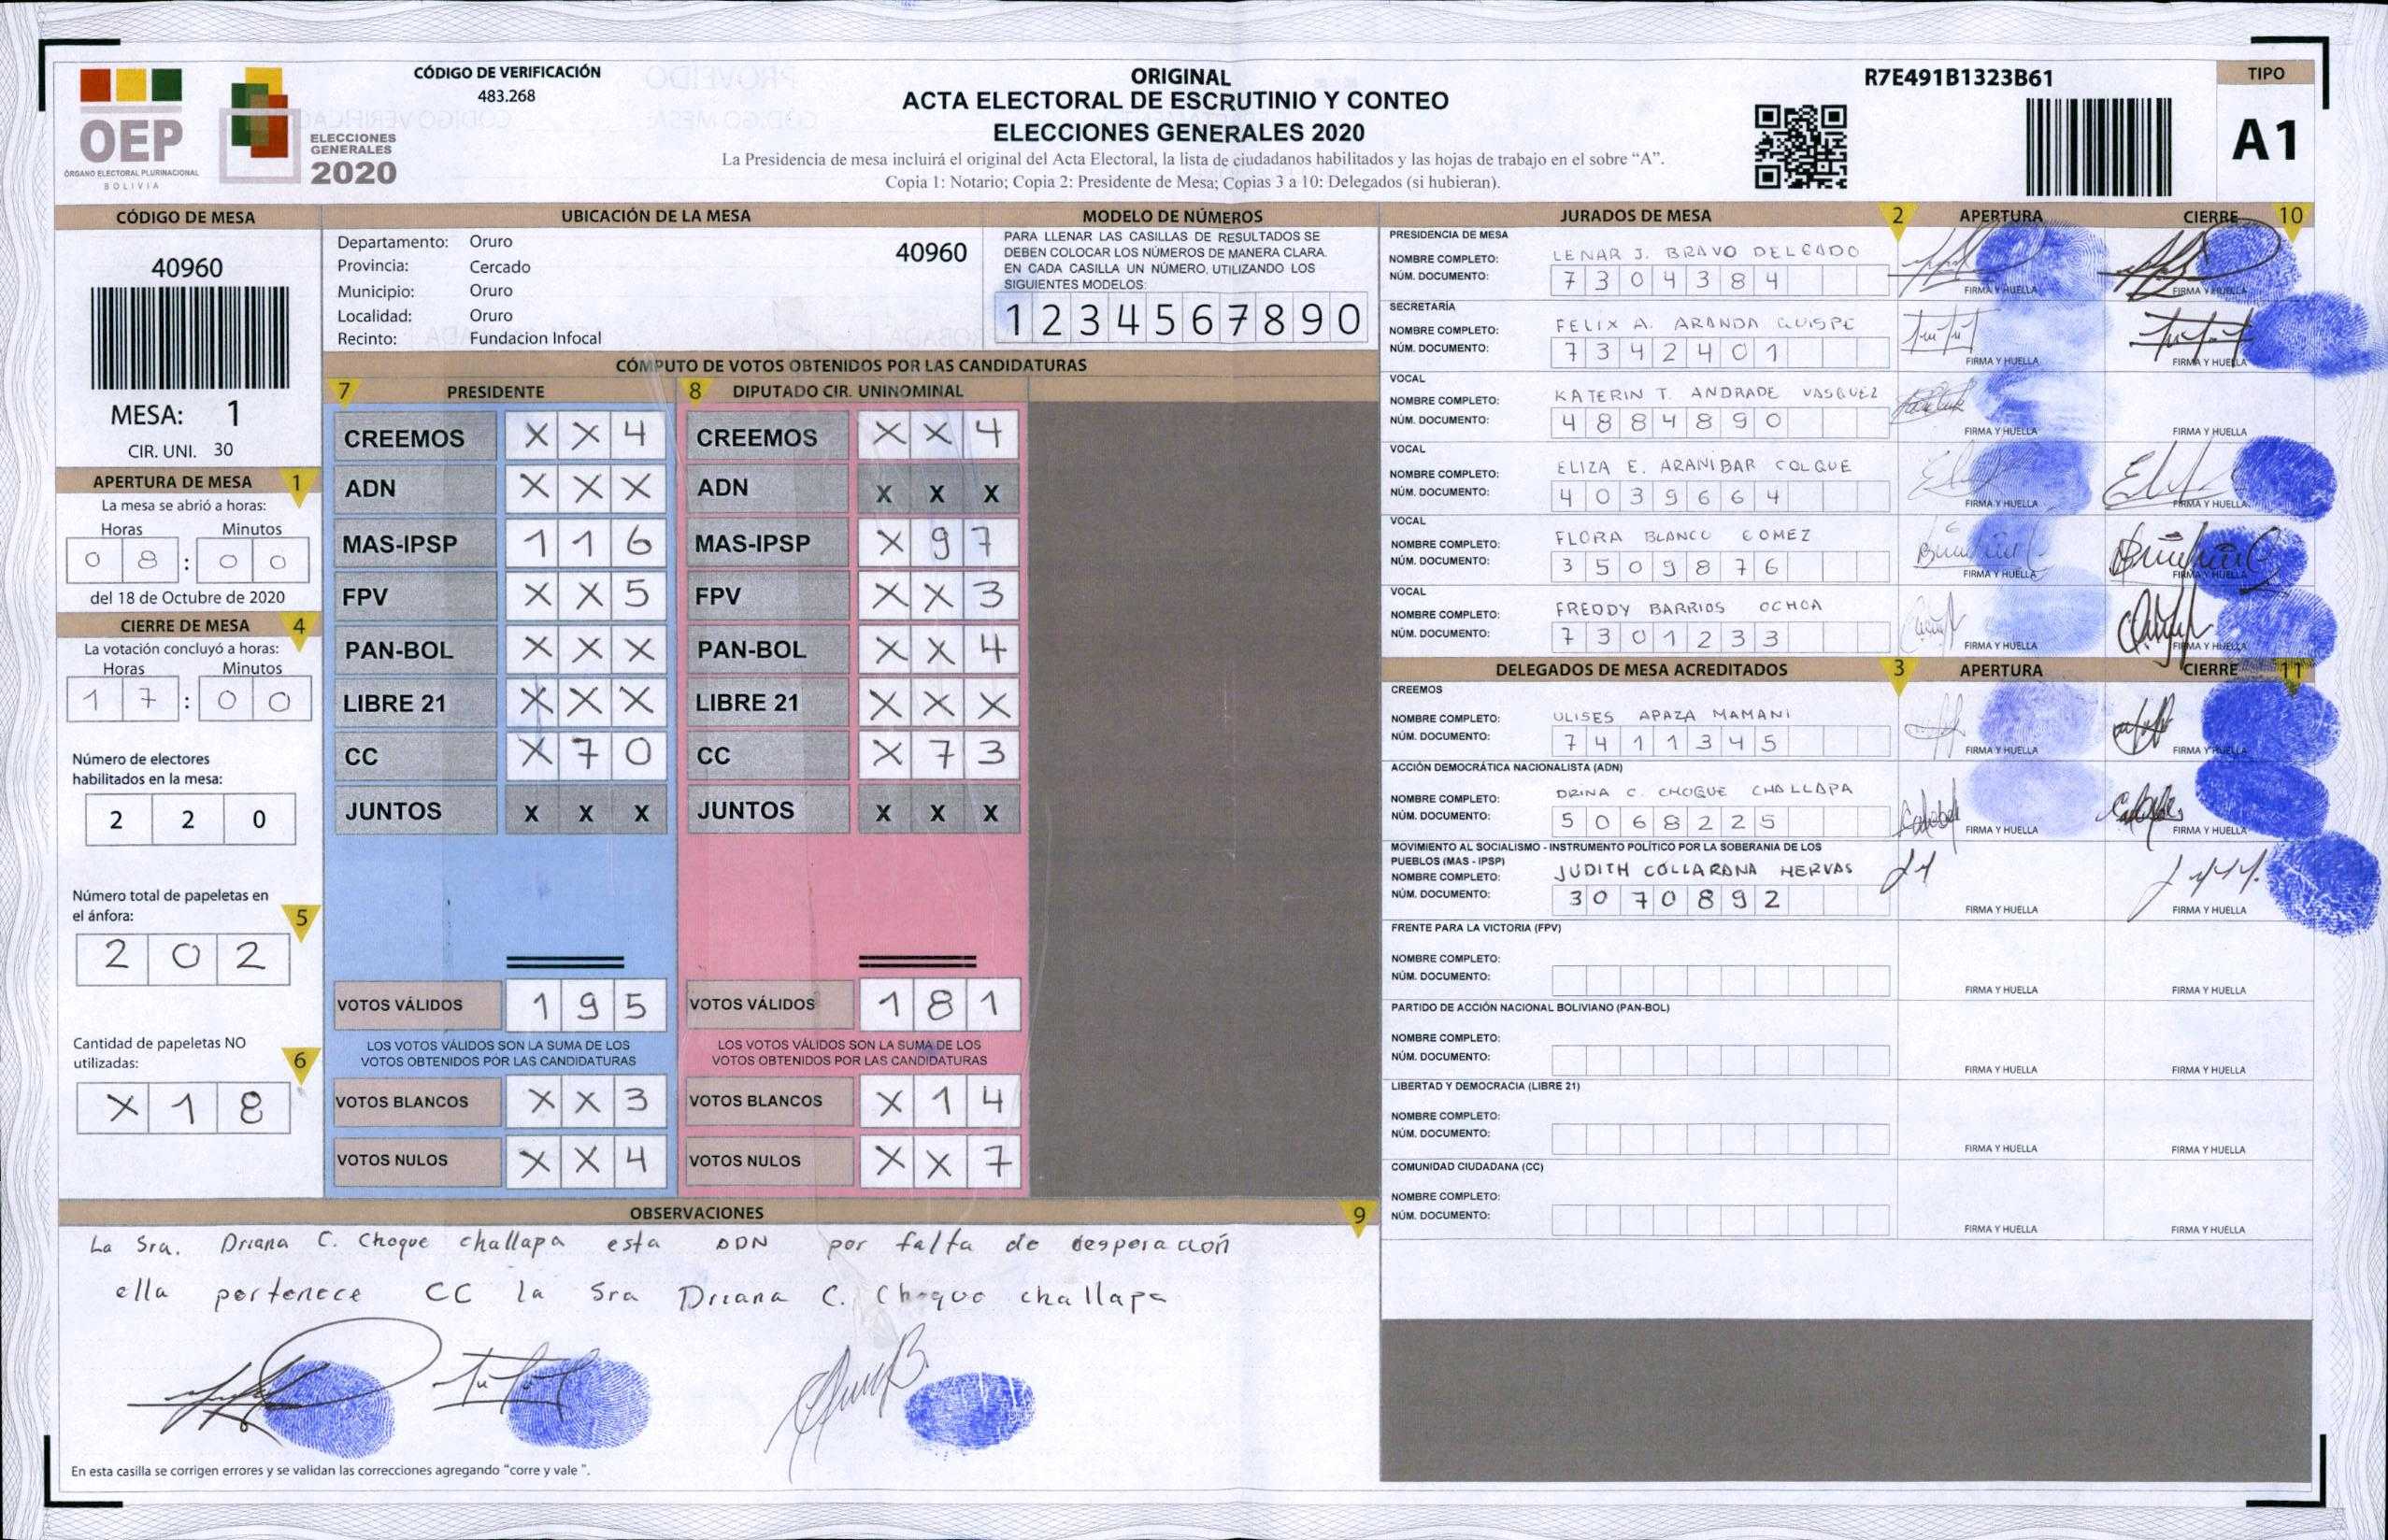 CÓDIGO DE VERIFICACIÓN
483.268
OEP
ÓRGANO ELECTORAL PLURINACIONAL
BOLIVIA
ELECCIONES
GENERALES
2020
ORIGINAL
ACTA ELECTORAL DE ESCRUTINIO Y CONTEO
ELECCIONES GENERALES 2020
La Presidencia de mesa incluirá el original del Acta Electoral, la lista de ciudadanos habilitados y las hojas de trabajo en el sobre “A”.
Copia 1: Notario; Copia 2: Presidente de Mesa; Copias 3 a 10: Delegados (si hubieran).
R7E491B1323B61
TIPO
A1
CÓDIGO DE MESA
40960
MESA: 1
CIR. UNI. 30
UBICACIÓN DE LA MESA
Departamento: Oruro 40960
Provincia: Cercado
Municipio: Oruro
Localidad: Oruro
Recinto: Fundacion Infocal
MODELO DE NÚMEROS
PARA LLENAR LAS CASILLAS DE RESULTADOS SE
DEBEN COLOCAR LOS NÚMEROS DE MANERA CLARA.
EN CADA CASILLA UN NÚMERO, UTILIZANDO LOS
SIGUIENTES MODELOS:
1 2 3 4 5 6 7 8 9 0
APERTURA DE MESA 1
La mesa se abrió a horas:
Horas Minutos
0 8 : 0 0
del 18 de Octubre de 2020
CIERRE DE MESA 4
La votación concluyó a horas:
Horas Minutos
1 7 : 0 0
Número de electores
habilitados en la mesa:
2 2 0
Número total de papeletas en
el ánfora: 5
2 0 2
Cantidad de papeletas NO
utilizadas: 6
X 1 8
CÓMPUTO DE VOTOS OBTENIDOS POR LAS CANDIDATURAS
7 PRESIDENTE
CREEMOS X X 4
ADN X X X
MAS-IPSP 1 1 6
FPV X X 5
PAN-BOL X X X
LIBRE 21 X X X
CC X 7 0
JUNTOS X X X
VOTOS VÁLIDOS 1 9 5
LOS VOTOS VÁLIDOS SON LA SUMA DE LOS
VOTOS OBTENIDOS POR LAS CANDIDATURAS
VOTOS BLANCOS X X 3
VOTOS NULOS X X 4
8 DIPUTADO CIR. UNINOMINAL
CREEMOS X X 4
ADN X X X
MAS-IPSP X 9 7
FPV X X 3
PAN-BOL X X 4
LIBRE 21 X X X
CC X 7 3
JUNTOS X X X
VOTOS VÁLIDOS 1 8 1
LOS VOTOS VÁLIDOS SON LA SUMA DE LOS
VOTOS OBTENIDOS POR LAS CANDIDATURAS
VOTOS BLANCOS X 1 4
VOTOS NULOS X X 7
JURADOS DE MESA 2 APERTURA CIERRE 10
PRESIDENCIA DE MESA
NOMBRE COMPLETO: LENAR J. BRAVO DELGADO
NÚM. DOCUMENTO: 7 3 0 4 3 8 4
FIRMA Y HUELLA FIRMA Y HUELLA
SECRETARÍA
NOMBRE COMPLETO: FELIX A. ARANDA QUISPE
NÚM. DOCUMENTO: 7 3 4 2 4 0 1
FIRMA Y HUELLA FIRMA Y HUELLA
VOCAL
NOMBRE COMPLETO: KATERIN T. ANDRADE VASQUEZ
NÚM. DOCUMENTO: 4 8 8 4 8 9 0
FIRMA Y HUELLA FIRMA Y HUELLA
VOCAL
NOMBRE COMPLETO: ELIZA E. ARANIBAR COLQUE
NÚM. DOCUMENTO: 4 0 3 9 6 6 4
FIRMA Y HUELLA FIRMA Y HUELLA
VOCAL
NOMBRE COMPLETO: FLORA BLANCO GOMEZ
NÚM. DOCUMENTO: 3 5 0 9 8 7 6
FIRMA Y HUELLA FIRMA Y HUELLA
VOCAL
NOMBRE COMPLETO: FREDDY BARRIOS OCHOA
NÚM. DOCUMENTO: 7 3 0 1 2 3 3
FIRMA Y HUELLA FIRMA Y HUELLA
DELEGADOS DE MESA ACREDITADOS 3 APERTURA CIERRE 11
CREEMOS
NOMBRE COMPLETO: ULISES APAZA MAMANI
NÚM. DOCUMENTO: 7 4 1 1 3 4 5
FIRMA Y HUELLA FIRMA Y HUELLA
ACCIÓN DEMOCRÁTICA NACIONALISTA (ADN)
NOMBRE COMPLETO: DRINA C. CHOQUE CHALLAPA
NÚM. DOCUMENTO: 5 0 6 8 2 2 5
FIRMA Y HUELLA FIRMA Y HUELLA
MOVIMIENTO AL SOCIALISMO - INSTRUMENTO POLÍTICO POR LA SOBERANIA DE LOS
PUEBLOS (MAS - IPSP)
NOMBRE COMPLETO: JUDITH COLLARANA HERVAS
NÚM. DOCUMENTO: 3 0 7 0 8 9 2
FIRMA Y HUELLA FIRMA Y HUELLA
FRENTE PARA LA VICTORIA (FPV)
NOMBRE COMPLETO:
NÚM. DOCUMENTO:
FIRMA Y HUELLA FIRMA Y HUELLA
PARTIDO DE ACCIÓN NACIONAL BOLIVIANO (PAN-BOL)
NOMBRE COMPLETO:
NÚM. DOCUMENTO:
FIRMA Y HUELLA FIRMA Y HUELLA
LIBERTAD Y DEMOCRACIA (LIBRE 21)
NOMBRE COMPLETO:
NÚM. DOCUMENTO:
FIRMA Y HUELLA FIRMA Y HUELLA
COMUNIDAD CIUDADANA (CC)
NOMBRE COMPLETO:
NÚM. DOCUMENTO:
FIRMA Y HUELLA FIRMA Y HUELLA
OBSERVACIONES 9
La Sra. Driana C. Choque challapa esta ADN por falta de desperación
ella pertenece CC la Sra Driana C. Choque challapa
En esta casilla se corrigen errores y se validan las correcciones agregando “corre y vale ”.